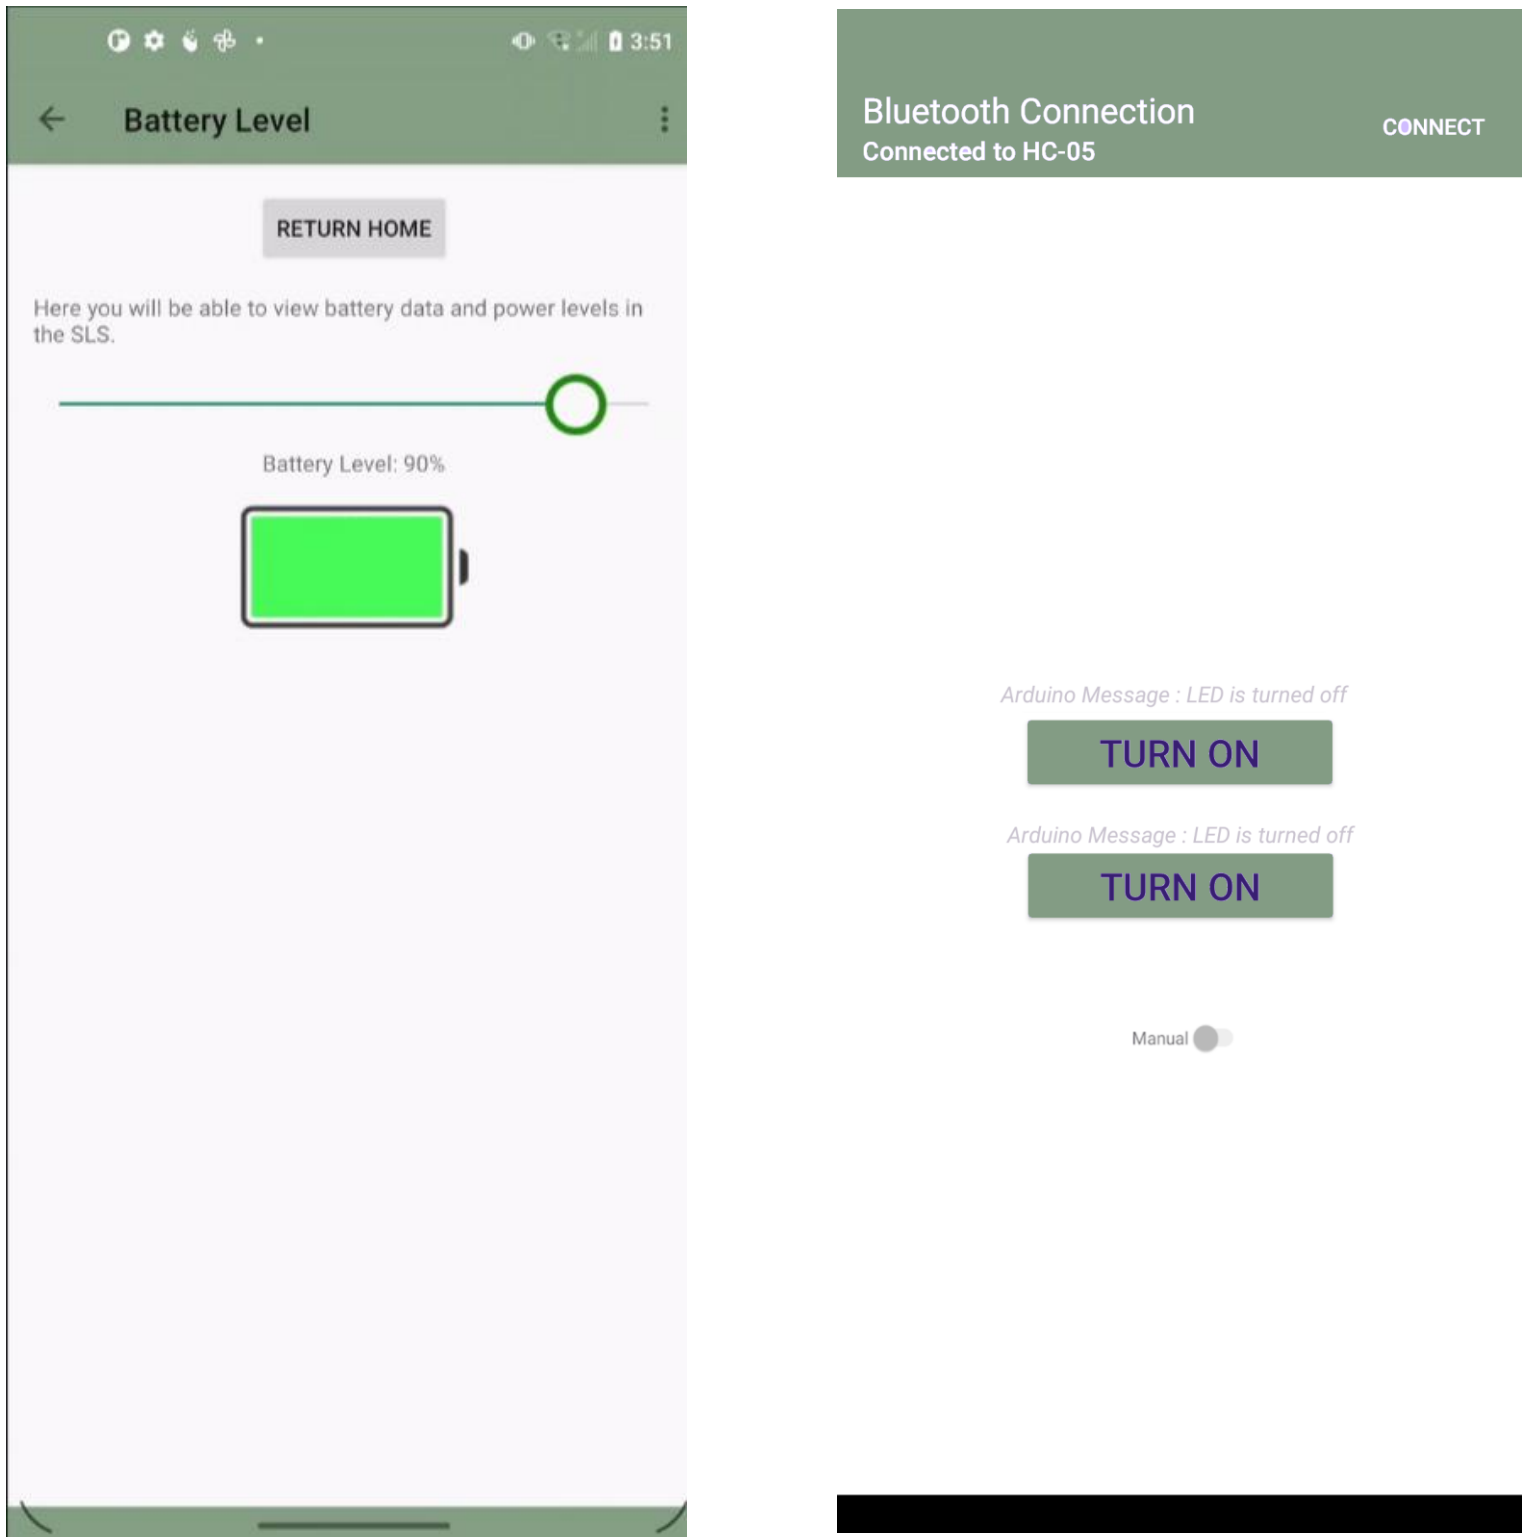 3:51
Battery Level
RETURN HOME
Here you will be able to view battery data and power levels in
the SLS.
Battery Level: 90%
Bluetooth Connection
Connected to HC-05
CONNECT
Arduino Message : LED is turned off
TURN ON
Arduino Message : LED is turned off
TURN ON
Manual